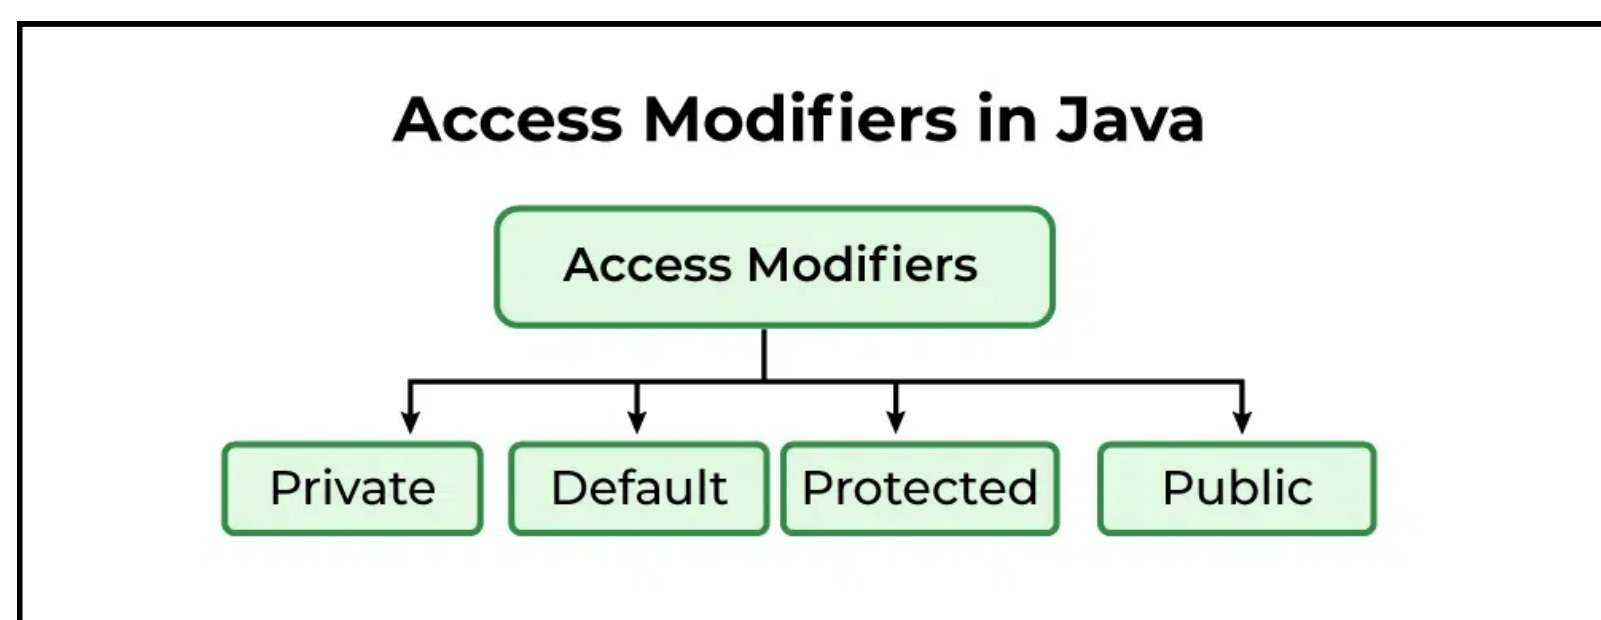 Access Modifiers in Java
Access Modifiers
Private
Default
Protected
Public